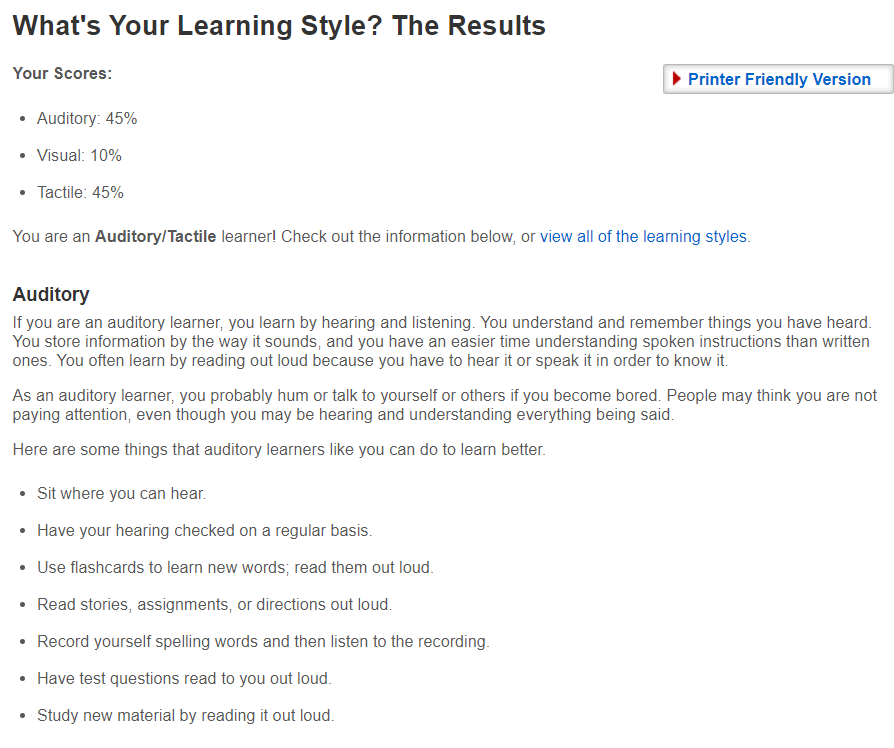 What's Your Learning Style? The Results
Your Scores:
Printer Friendly Version
• Auditory: 45%
• Visual: 10%
• Tactile: 45%
You are an Auditory/Tactile learner! Check out the information below, or view all of the learning styles.
Auditory
If you are an auditory learner, you learn by hearing and listening. You understand and remember things you have heard.
You store information by the way it sounds, and you have an easier time understanding spoken instructions than written
ones. You often learn by reading out loud because you have to hear it or speak it in order to know it.
As an auditory learner, you probably hum or talk to yourself or others if you become bored. People may think you are not
paying attention, even though you may be hearing and understanding everything being said.
Here are some things that auditory learners like you can do to learn better.
• Sit where you can hear.
• Have your hearing checked on a regular basis.
• Use flashcards to learn new words; read them out loud.
• Read stories, assignments, or directions out loud.
• Record yourself spelling words and then listen to the recording.
• Have test questions read to you out loud.
• Study new material by reading it out loud.